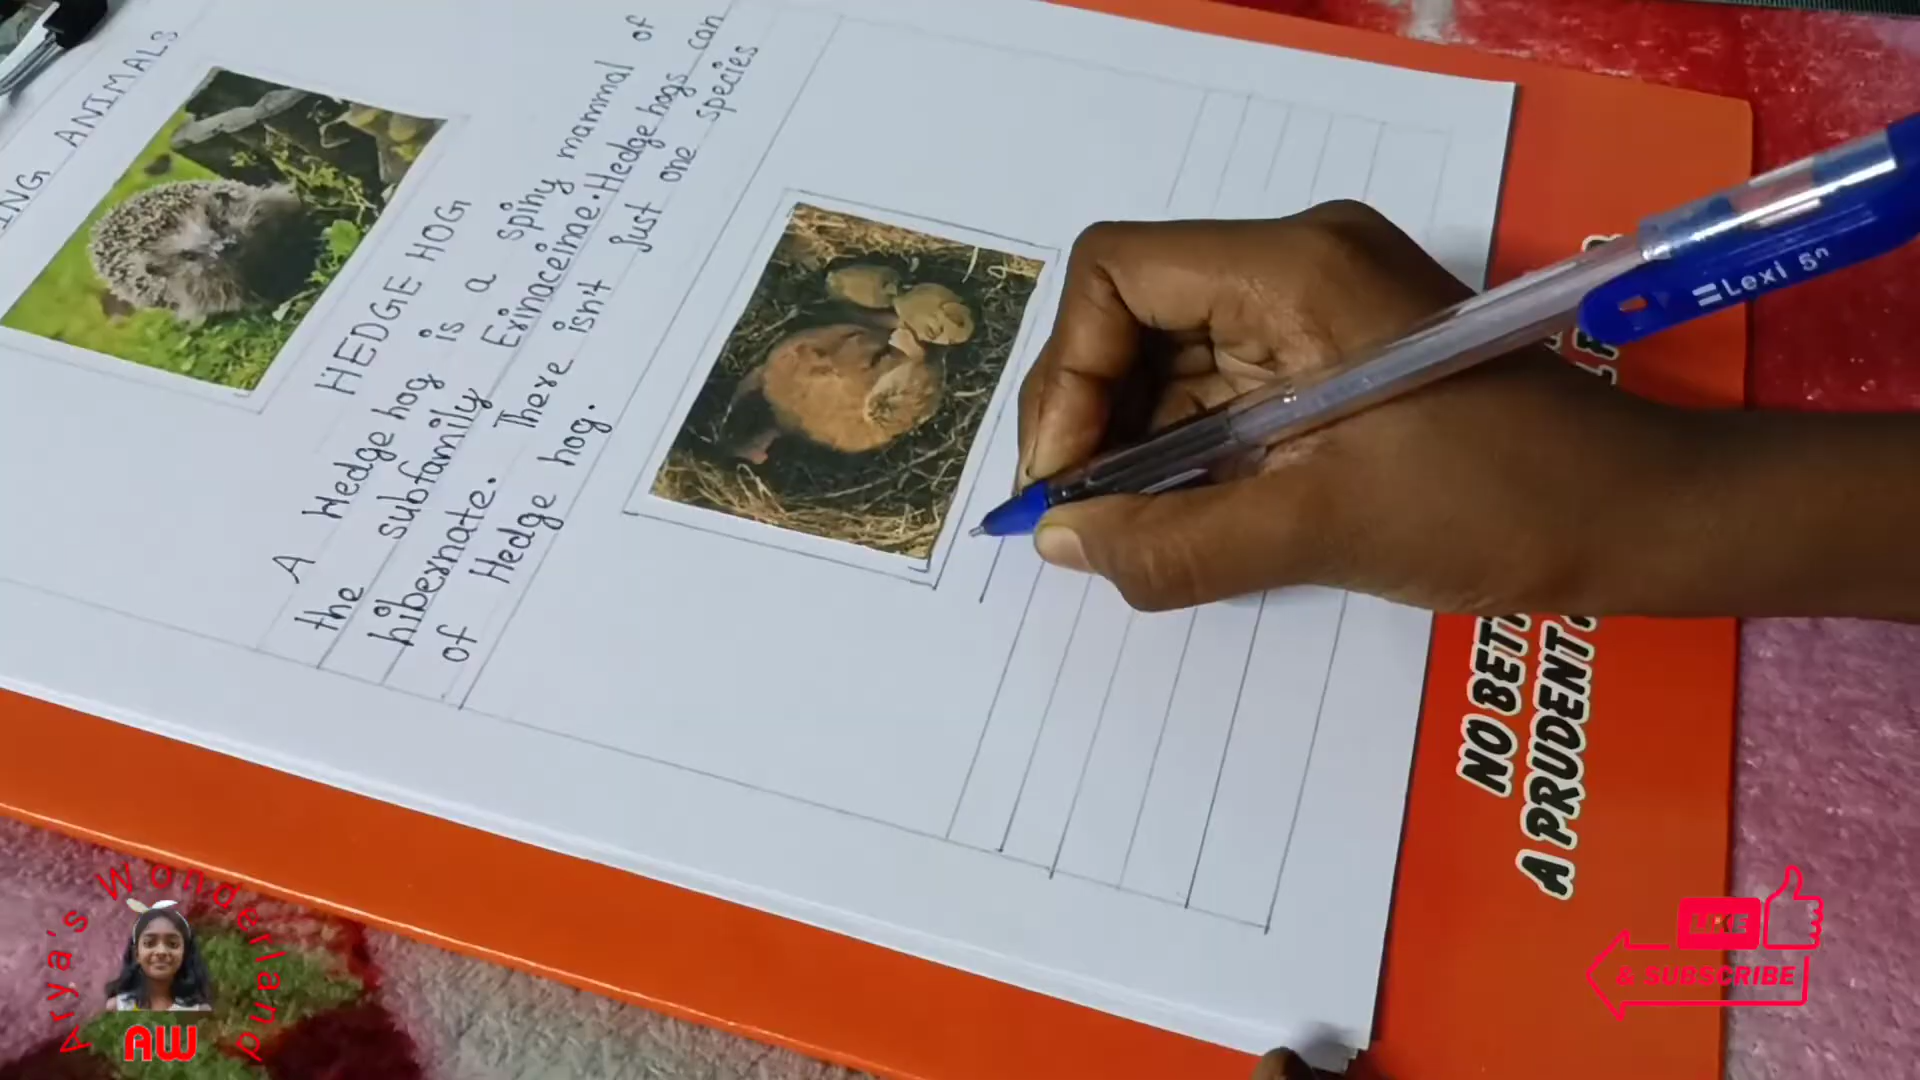 ING ANIMALS
HEDGE HOG
A Hedge hog is a spiny mammal of
the subfamily Erinaceinae. Hedge hogs can
hibernate. There isn't just one species
of Hedge hog.
Lexi 5n
NO BETT
A PRUDENT
Arya's Wonderland
AW
LIKE
& SUBSCRIBE